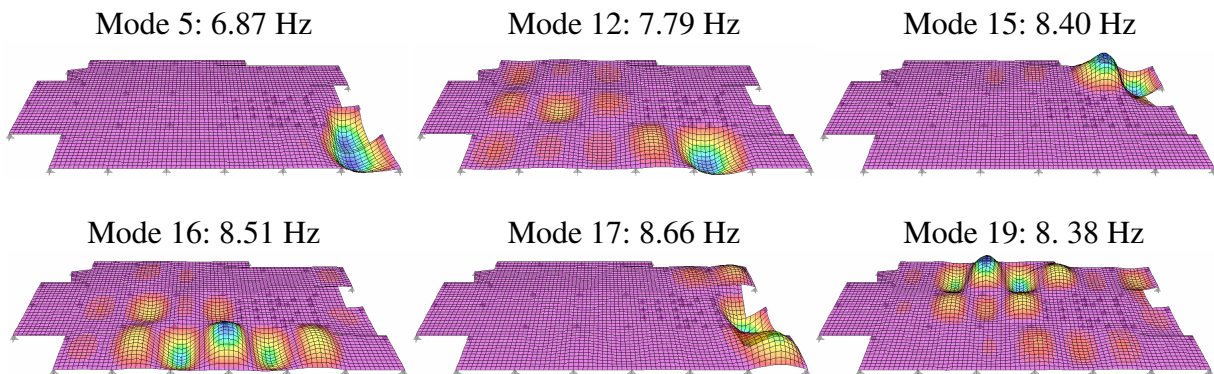 Mode 5: 6.87 Hz
Mode 12: 7.79 Hz
Mode 15: 8.40 Hz
Mode 16: 8.51 Hz
Mode 17: 8.66 Hz
Mode 19: 8. 38 Hz